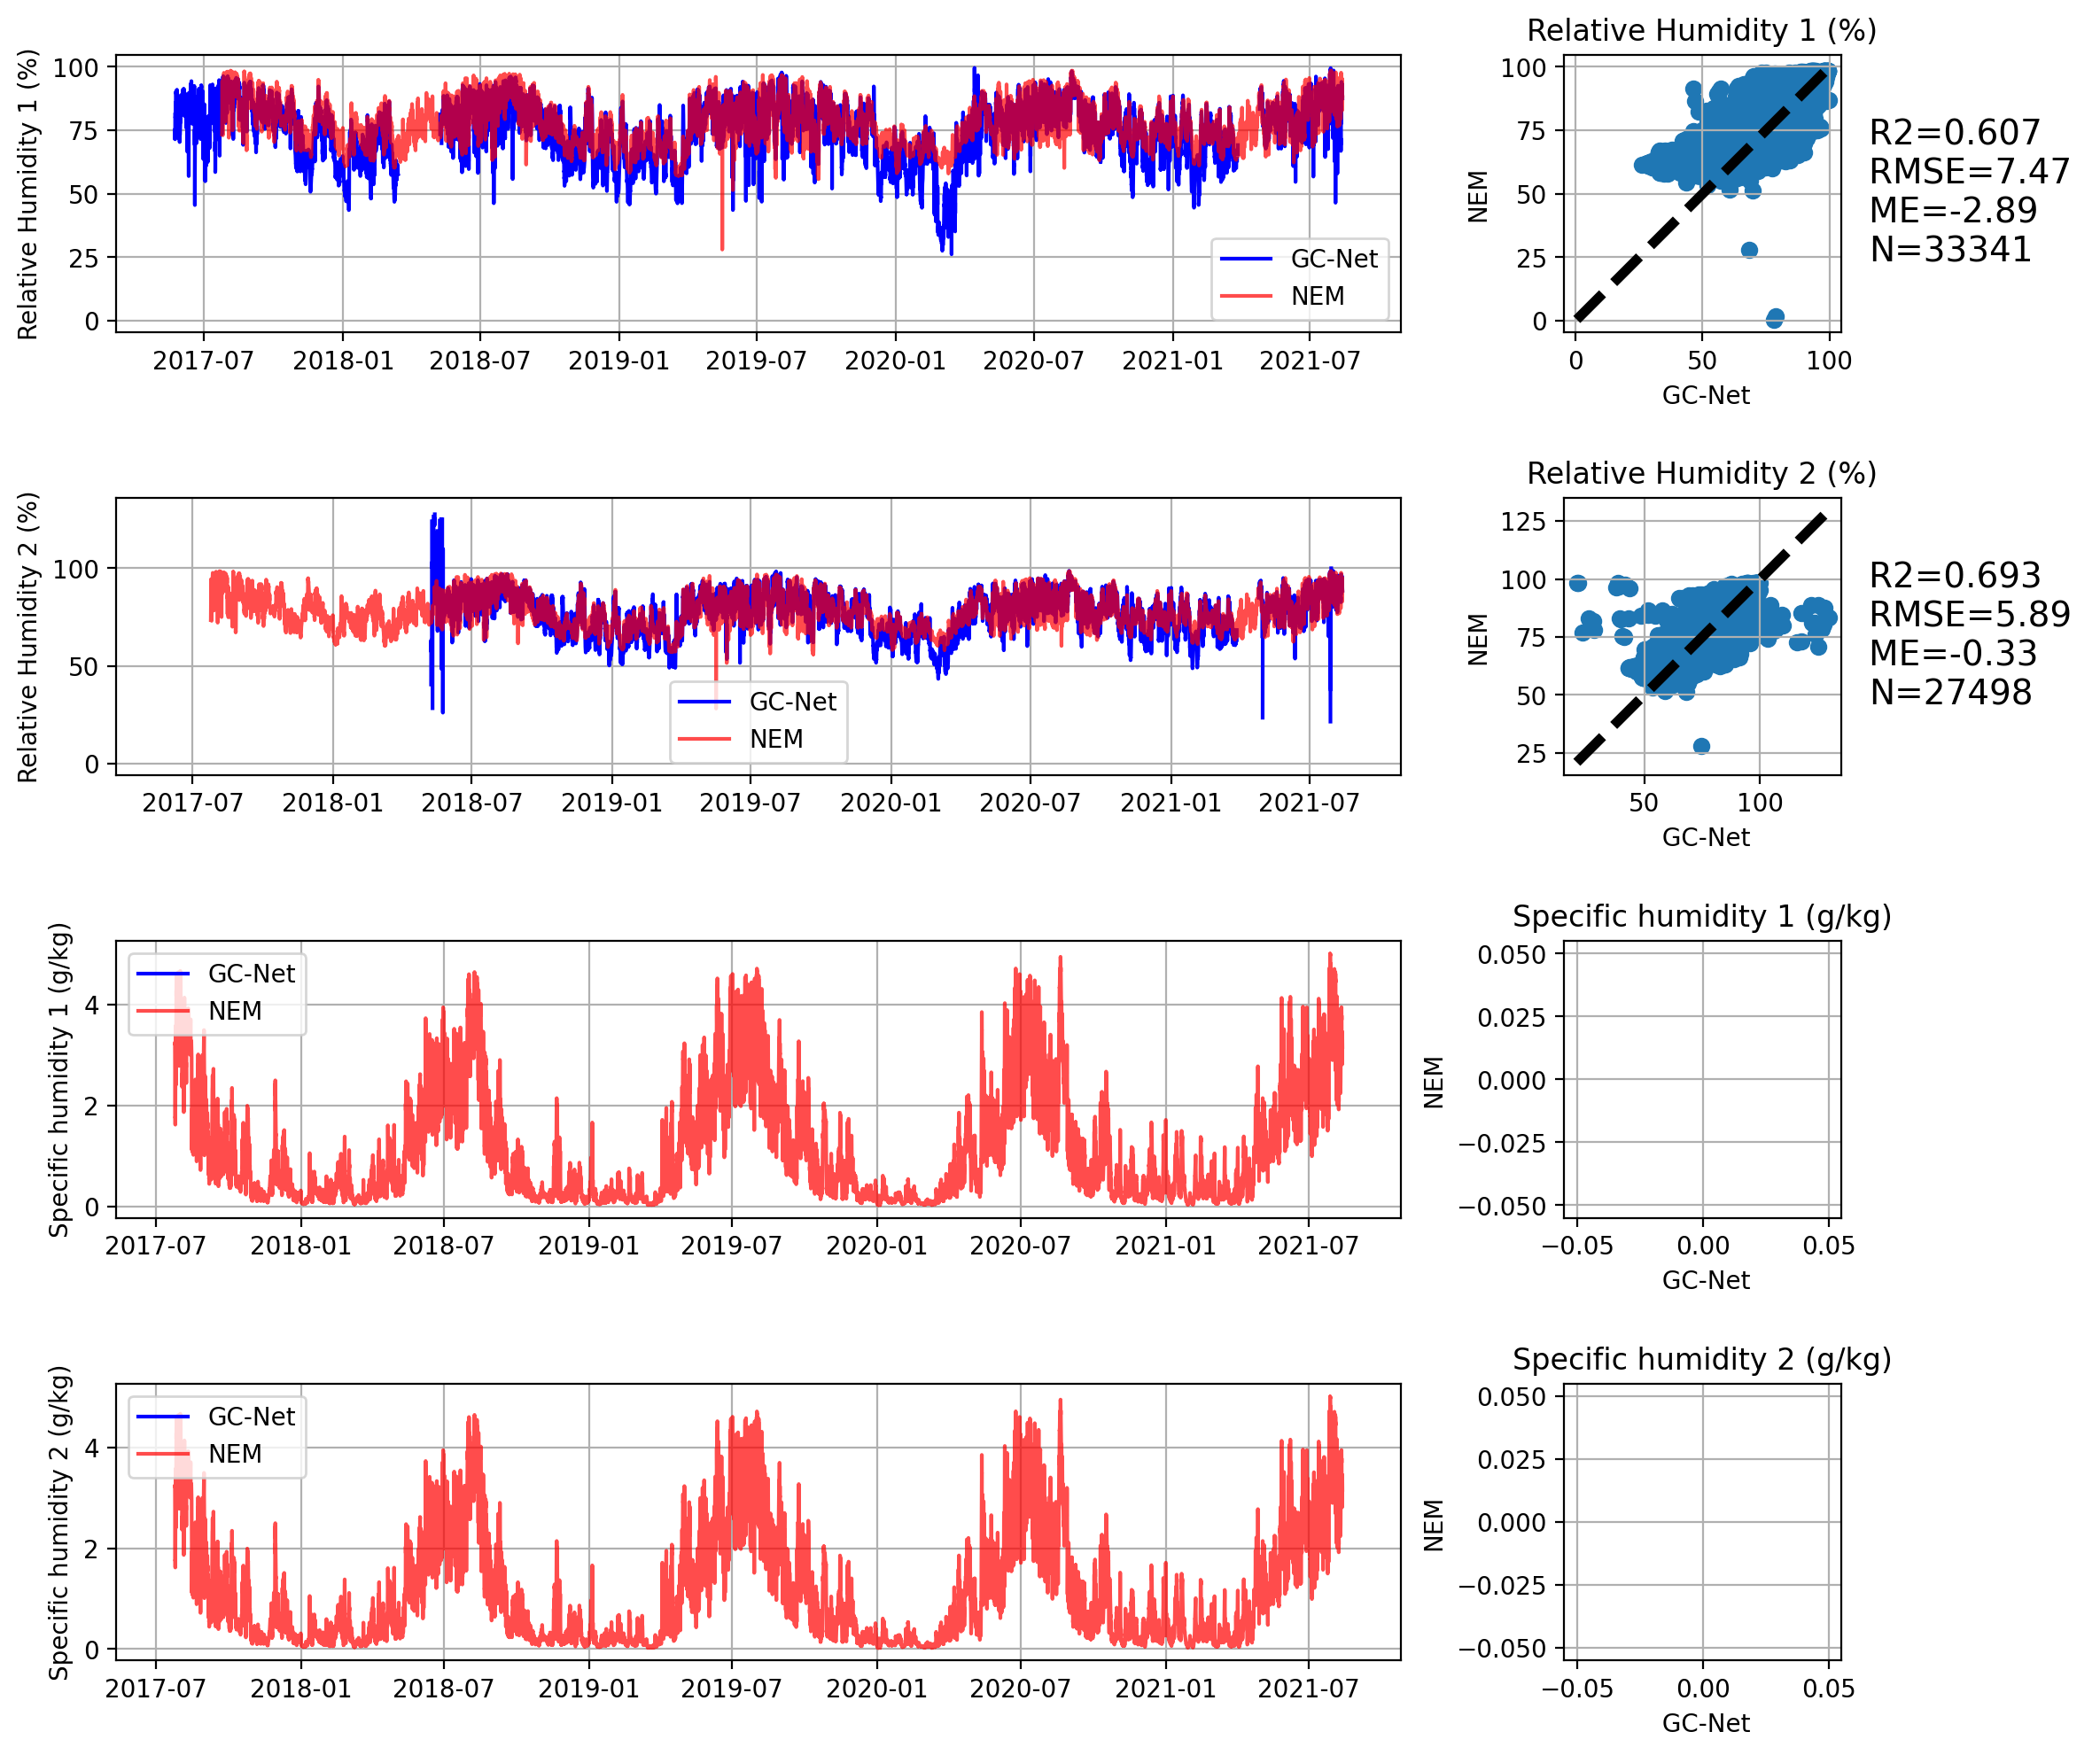 Relative Humidity 1 (%)
100
75
50
25
0
2017-07 2018-01 2018-07 2019-01 2019-07 2020-01 2020-07 2021-01 2021-07
GC-Net
NEM
Relative Humidity 1 (%)
NEM
100
75
50
25
0
0 50 100
GC-Net
R2=0.607
RMSE=7.47
ME=-2.89
N=33341
Relative Humidity 2 (%)
100
50
0
2017-07 2018-01 2018-07 2019-01 2019-07 2020-01 2020-07 2021-01 2021-07
GC-Net
NEM
Relative Humidity 2 (%)
NEM
125
100
75
50
25
50 100
GC-Net
R2=0.693
RMSE=5.89
ME=-0.33
N=27498
Specific humidity 1 (g/kg)
4
2
0
2017-07 2018-01 2018-07 2019-01 2019-07 2020-01 2020-07 2021-01 2021-07
GC-Net
NEM
Specific humidity 1 (g/kg)
NEM
0.050
0.025
0.000
−0.025
−0.050
−0.05 0.00 0.05
GC-Net
Specific humidity 2 (g/kg)
4
2
0
2017-07 2018-01 2018-07 2019-01 2019-07 2020-01 2020-07 2021-01 2021-07
GC-Net
NEM
Specific humidity 2 (g/kg)
NEM
0.050
0.025
0.000
−0.025
−0.050
−0.05 0.00 0.05
GC-Net